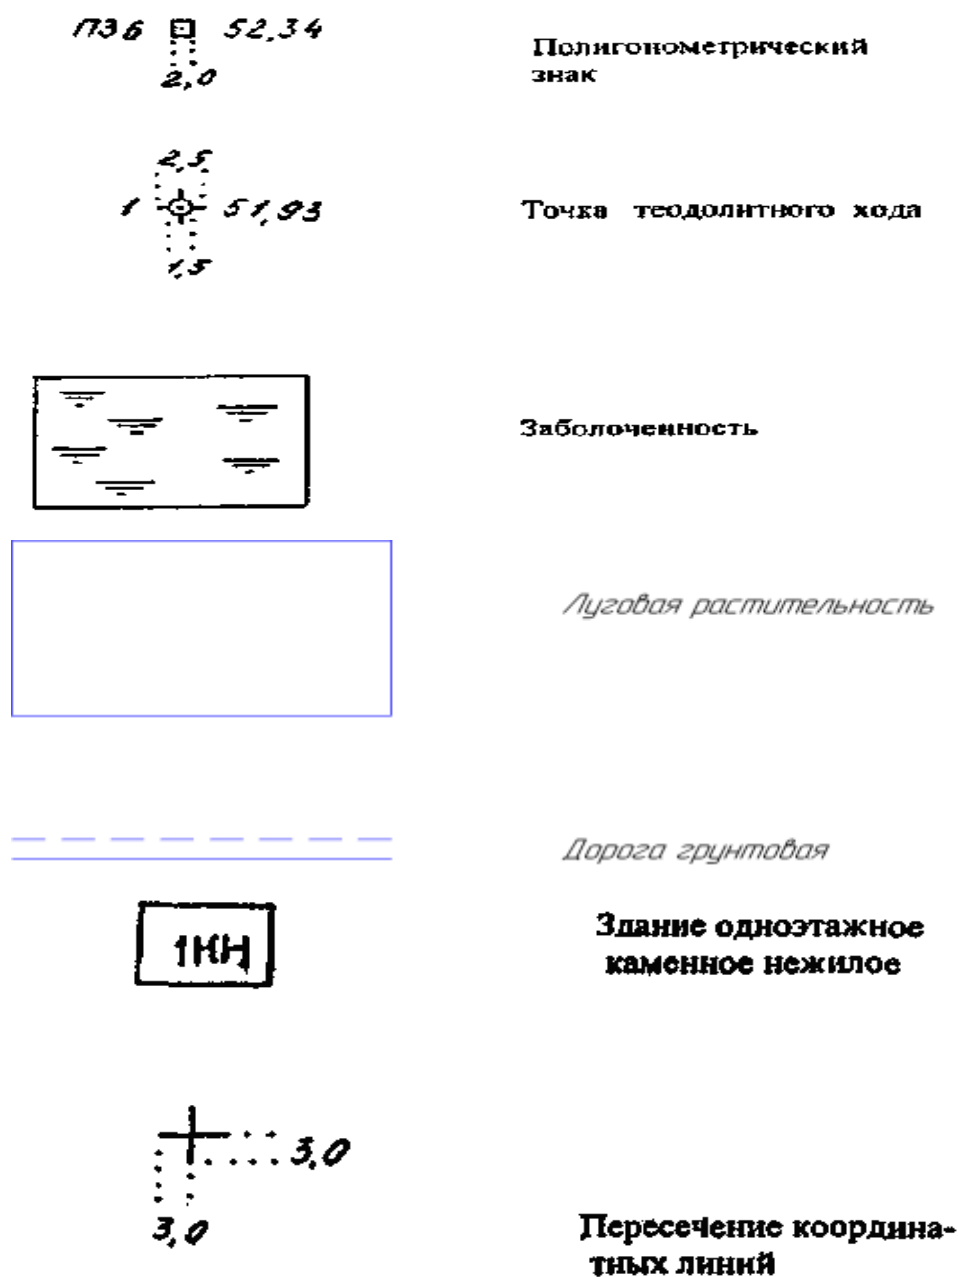 ПЗ6 52,34
2,0
Полигонометрический
знак
2,5
1 51,93
1,5
Точка теодолитного хода
Заболоченность
Луговая растительность
Дорога грунтовая
1КН
Здание одноэтажное
каменное нежилое
3,0
3,0
Пересечение координа-
тных линий